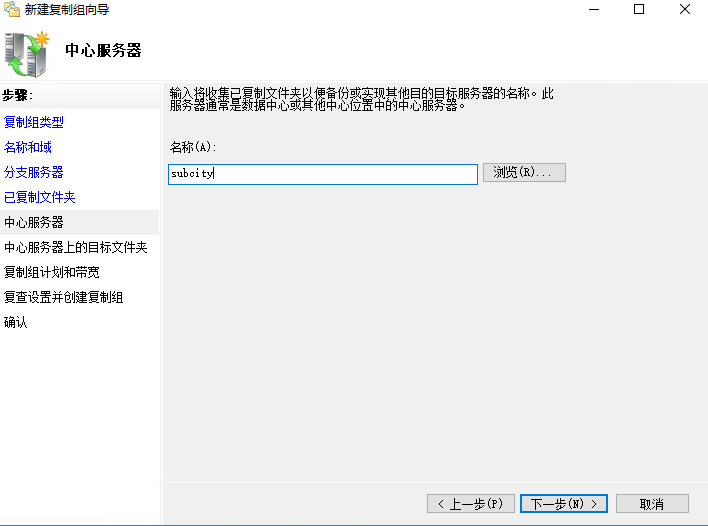 新建复制组向导
中心服务器
步骤:
复制组类型
名称和域
分支服务器
已复制文件夹
中心服务器
中心服务器上的目标文件夹
复制组计划和带宽
复查设置并创建复制组
确认
输入将收集已复制文件夹以便备份或实现其他目的目标服务器的名称。此
服务器通常是数据中心或其他中心位置中的中心服务器。
名称(A):
subcity
浏览(R)...
< 上一步(P)
下一步(N) >
取消